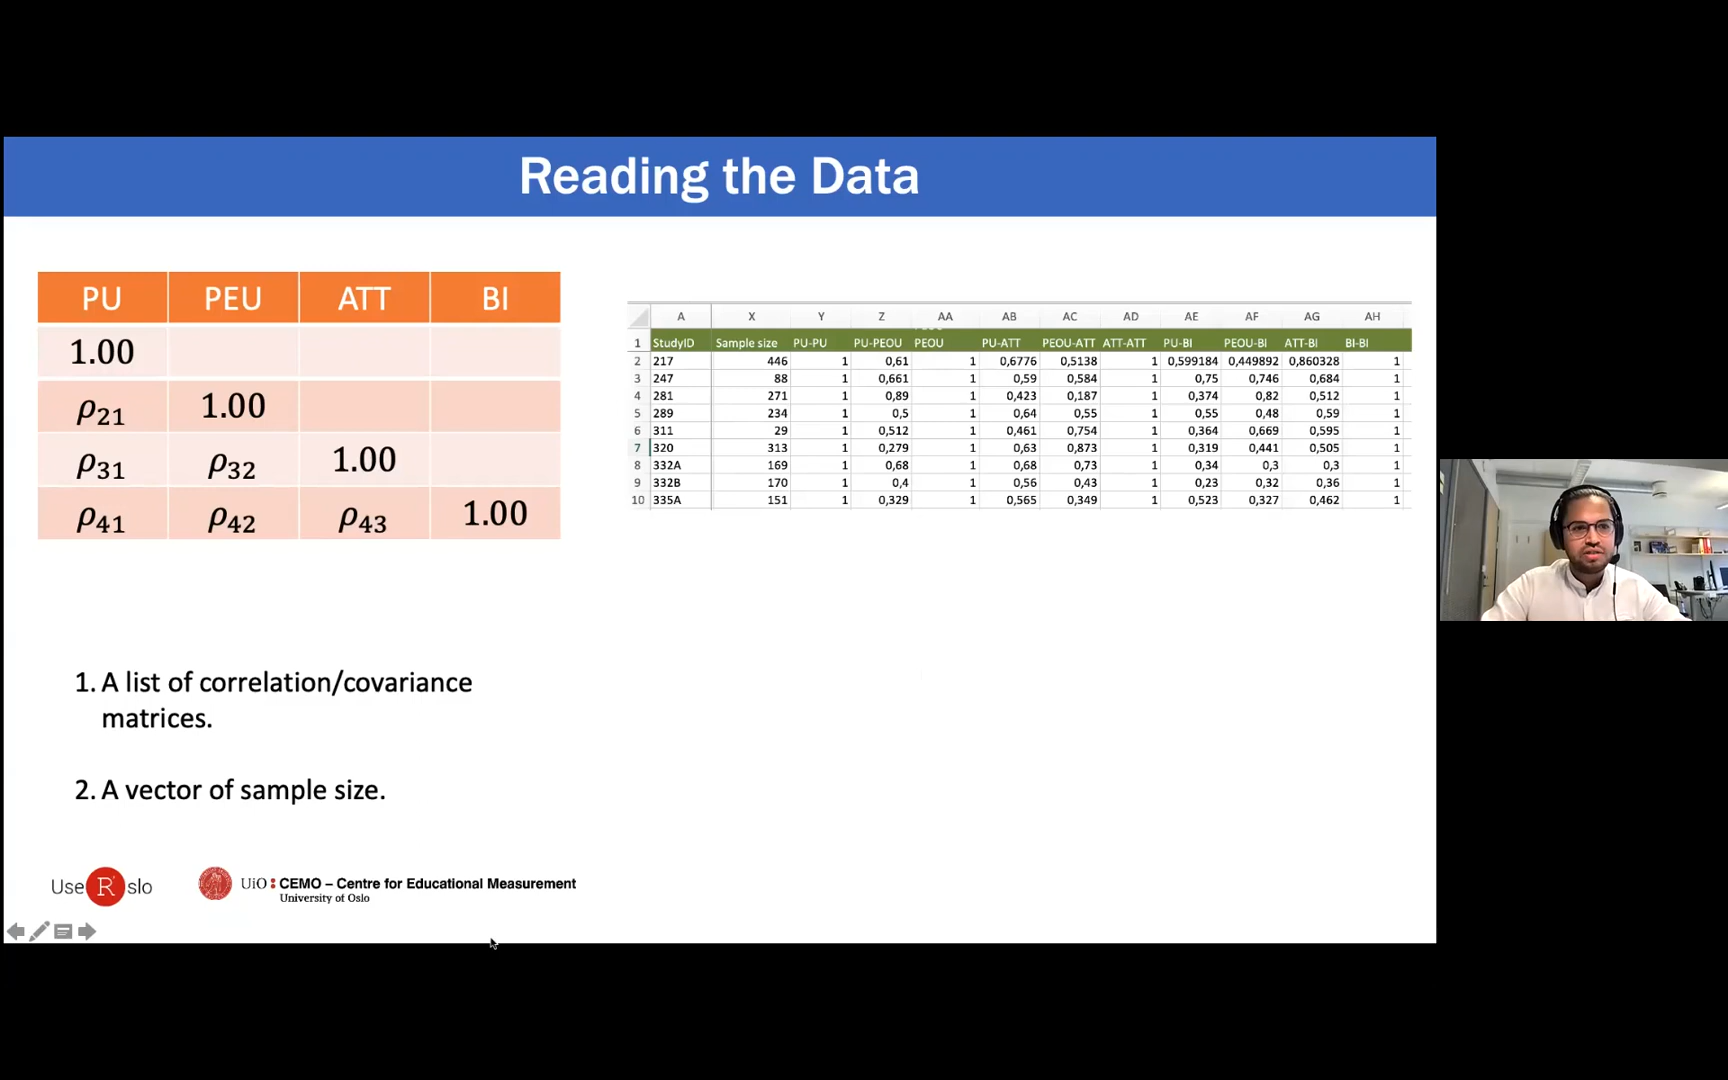 Reading the Data
PU PEU ATT BI
1.00
ρ21 1.00
ρ31 ρ32 1.00
ρ41 ρ42 ρ43 1.00
A X Y Z AA AB AC AD AE AF AG AH
1 StudyID Sample size PU-PU PU-PEOU PEOU PU-ATT PEOU-ATT ATT-ATT PU-BI PEOU-BI ATT-BI BI-BI
2 217 446 1 0,61 1 0,6776 0,5138 1 0,599184 0,449892 0,860328 1
3 247 88 1 0,661 1 0,59 0,584 1 0,75 0,746 0,684 1
4 281 271 1 0,89 1 0,423 0,187 1 0,374 0,82 0,512 1
5 289 234 1 0,5 1 0,64 0,55 1 0,55 0,48 0,59 1
6 311 29 1 0,512 1 0,461 0,754 1 0,364 0,669 0,595 1
7 320 313 1 0,279 1 0,63 0,873 1 0,319 0,441 0,505 1
8 332A 169 1 0,68 1 0,68 0,73 1 0,34 0,3 0,3 1
9 332B 170 1 0,4 1 0,56 0,43 1 0,23 0,32 0,36 1
10 335A 151 1 0,329 1 0,565 0,349 1 0,523 0,327 0,462 1
1. A list of correlation/covariance
matrices.
2. A vector of sample size.
Use R slo
UiO: CEMO – Centre for Educational Measurement
University of Oslo